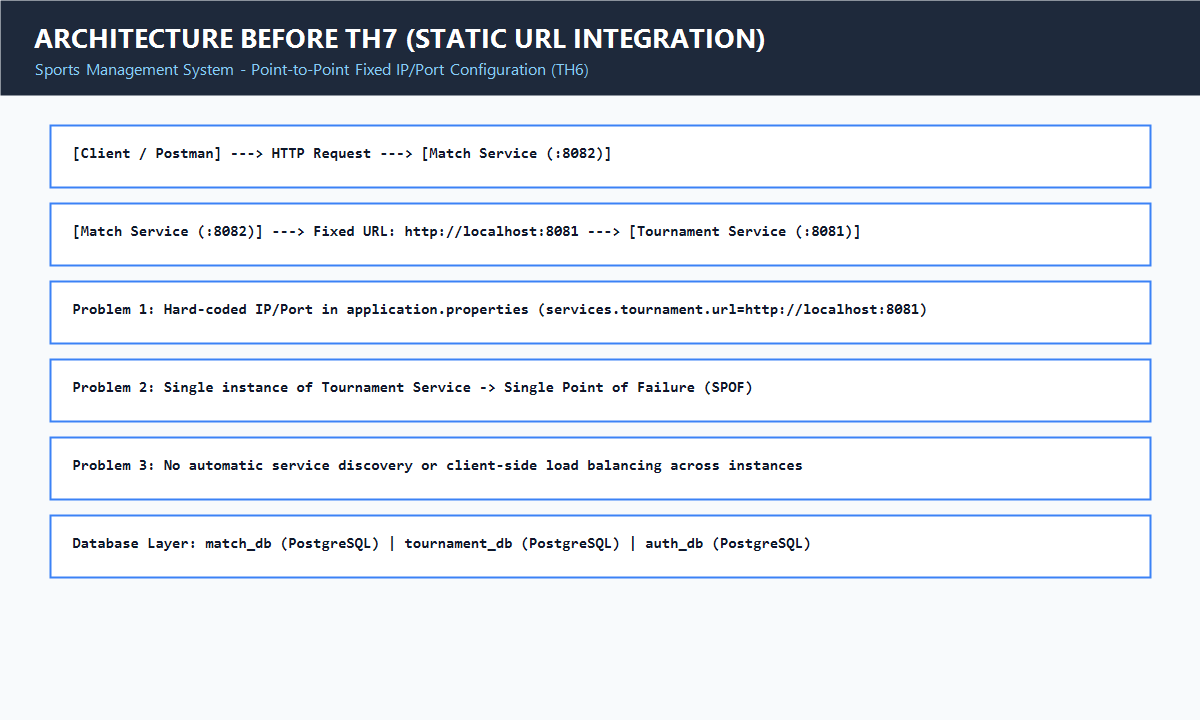 ARCHITECTURE BEFORE TH7 (STATIC URL INTEGRATION)
Sports Management System - Point-to-Point Fixed IP/Port Configuration (TH6)
[Client / Postman] ---> HTTP Request ---> [Match Service (:8082)]
[Match Service (:8082)] ---> Fixed URL: http://localhost:8081 ---> [Tournament Service (:8081)]
Problem 1: Hard-coded IP/Port in application.properties (services.tournament.url=http://localhost:8081)
Problem 2: Single instance of Tournament Service -> Single Point of Failure (SPOF)
Problem 3: No automatic service discovery or client-side load balancing across instances
Database Layer: match_db (PostgreSQL) | tournament_db (PostgreSQL) | auth_db (PostgreSQL)